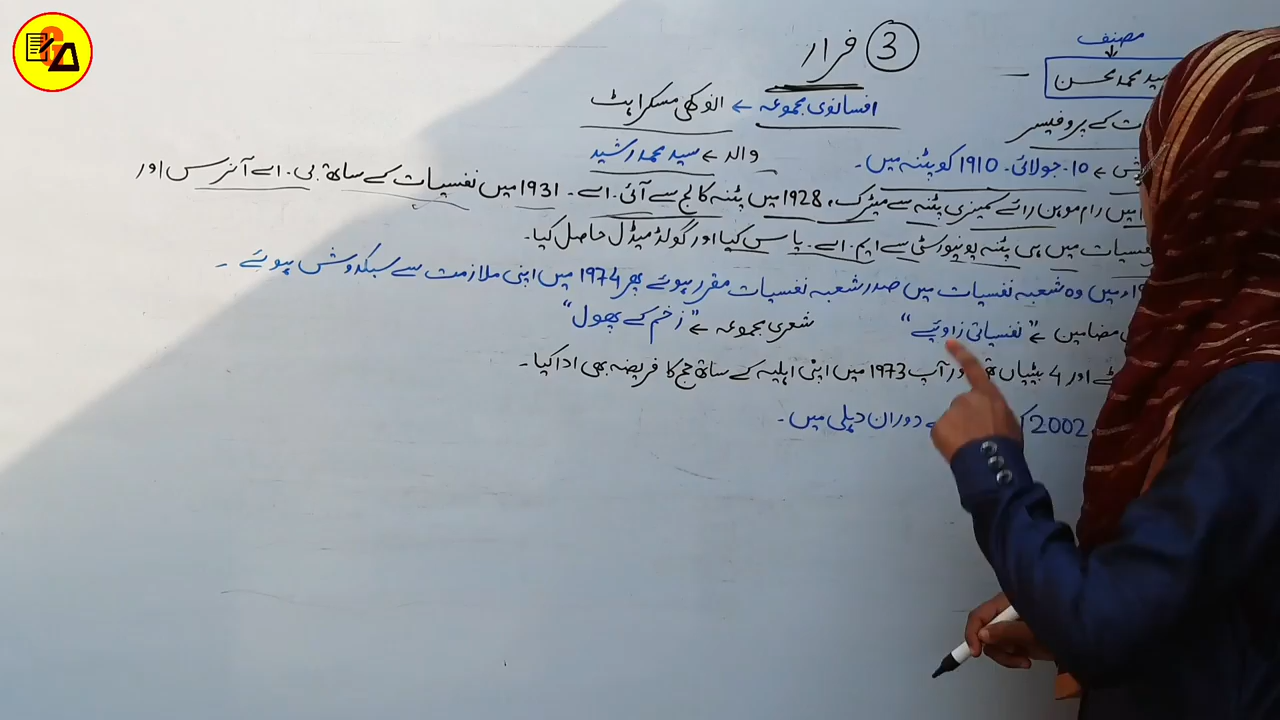 ③ فرار
مصنف
سید محمد محسن
افسانوی مجموعہ ← انوکھی مسکراہٹ
ت کے پروفیسر
والد ← سید محمد رشید
← 10۔ جولائی۔ 1910 کو پٹنہ میں۔
میں رام موہن رائے سمینری پٹنہ سے میٹرک، 1928 میں پٹنہ کالج سے آئی۔اے۔ 1931 میں نفسیات کے ساتھ بی۔اے آنرس اور
نفسیات میں ہی پٹنہ یونیورسٹی سے ایم۔اے۔ پاس کیا اور گولڈ میڈل حاصل کیا۔
میں وہ شعبہ نفسیات میں صدر شعبہ نفسیات مقرر ہوئے پھر 1974 میں اپنی ملازمت سے سبکدوش ہوئے۔
مضامین ← "نفسیاتی زاویے" شعری مجموعہ ← "زخم کے پھول"
اور 4 بیٹیاں اور آپ 1973 میں اپنی اہلیہ کے ساتھ حج کا فریضہ بھی ادا کیا۔
2002 دوران دہلی میں۔